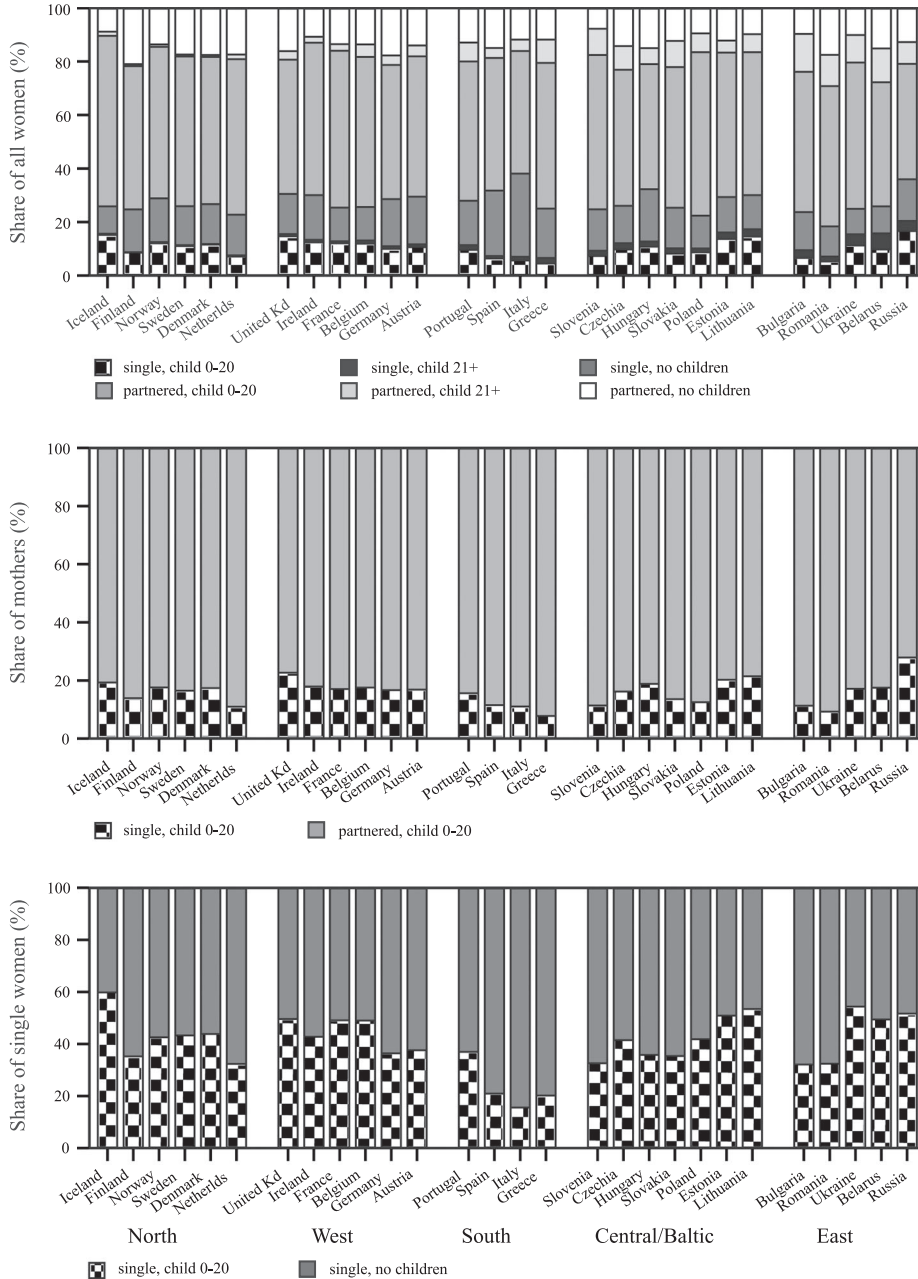 Share of all women (%)
100
80
60
40
20
0
Iceland
Finland
Norway
Sweden
Denmark
Netherlds
United Kd
Ireland
France
Belgium
Germany
Austria
Portugal
Spain
Italy
Greece
Slovenia
Czechia
Hungary
Slovakia
Poland
Estonia
Lithuania
Bulgaria
Romania
Ukraine
Belarus
Russia
single, child 0-20 single, child 21+ single, no children
partnered, child 0-20 partnered, child 21+ partnered, no children
Share of mothers (%)
100
80
60
40
20
0
Iceland
Finland
Norway
Sweden
Denmark
Netherlds
United Kd
Ireland
France
Belgium
Germany
Austria
Portugal
Spain
Italy
Greece
Slovenia
Czechia
Hungary
Slovakia
Poland
Estonia
Lithuania
Bulgaria
Romania
Ukraine
Belarus
Russia
single, child 0-20 partnered, child 0-20
Share of single women (%)
100
80
60
40
20
0
Iceland
Finland
Norway
Sweden
Denmark
Netherlds
United Kd
Ireland
France
Belgium
Germany
Austria
Portugal
Spain
Italy
Greece
Slovenia
Czechia
Hungary
Slovakia
Poland
Estonia
Lithuania
Bulgaria
Romania
Ukraine
Belarus
Russia
North West South Central/Baltic East
single, child 0-20 single, no children